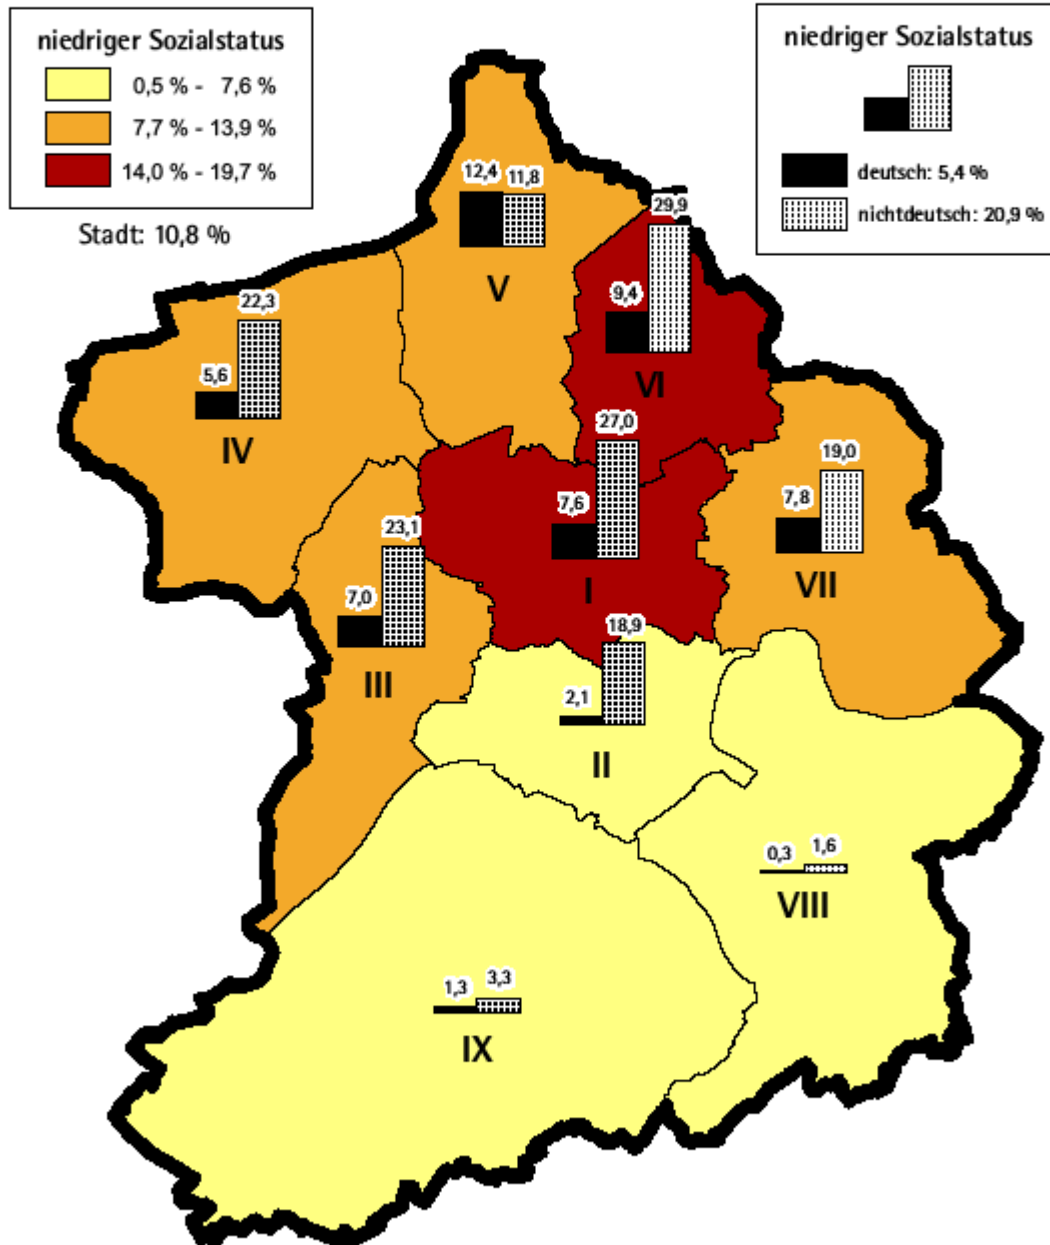 niedriger Sozialstatus
0,5 % - 7,6 %
7,7 % - 13,9 %
14,0 % - 19,7 %
Stadt: 10,8 %
niedriger Sozialstatus
deutsch: 5,4 %
nichtdeutsch: 20,9 %
12,4
11,8
V
29,9
9,4
VI
22,3
5,6
IV
27,0
7,6
I
19,0
7,8
VII
23,1
7,0
III
18,9
2,1
II
0,3
1,6
VIII
1,3
3,3
IX